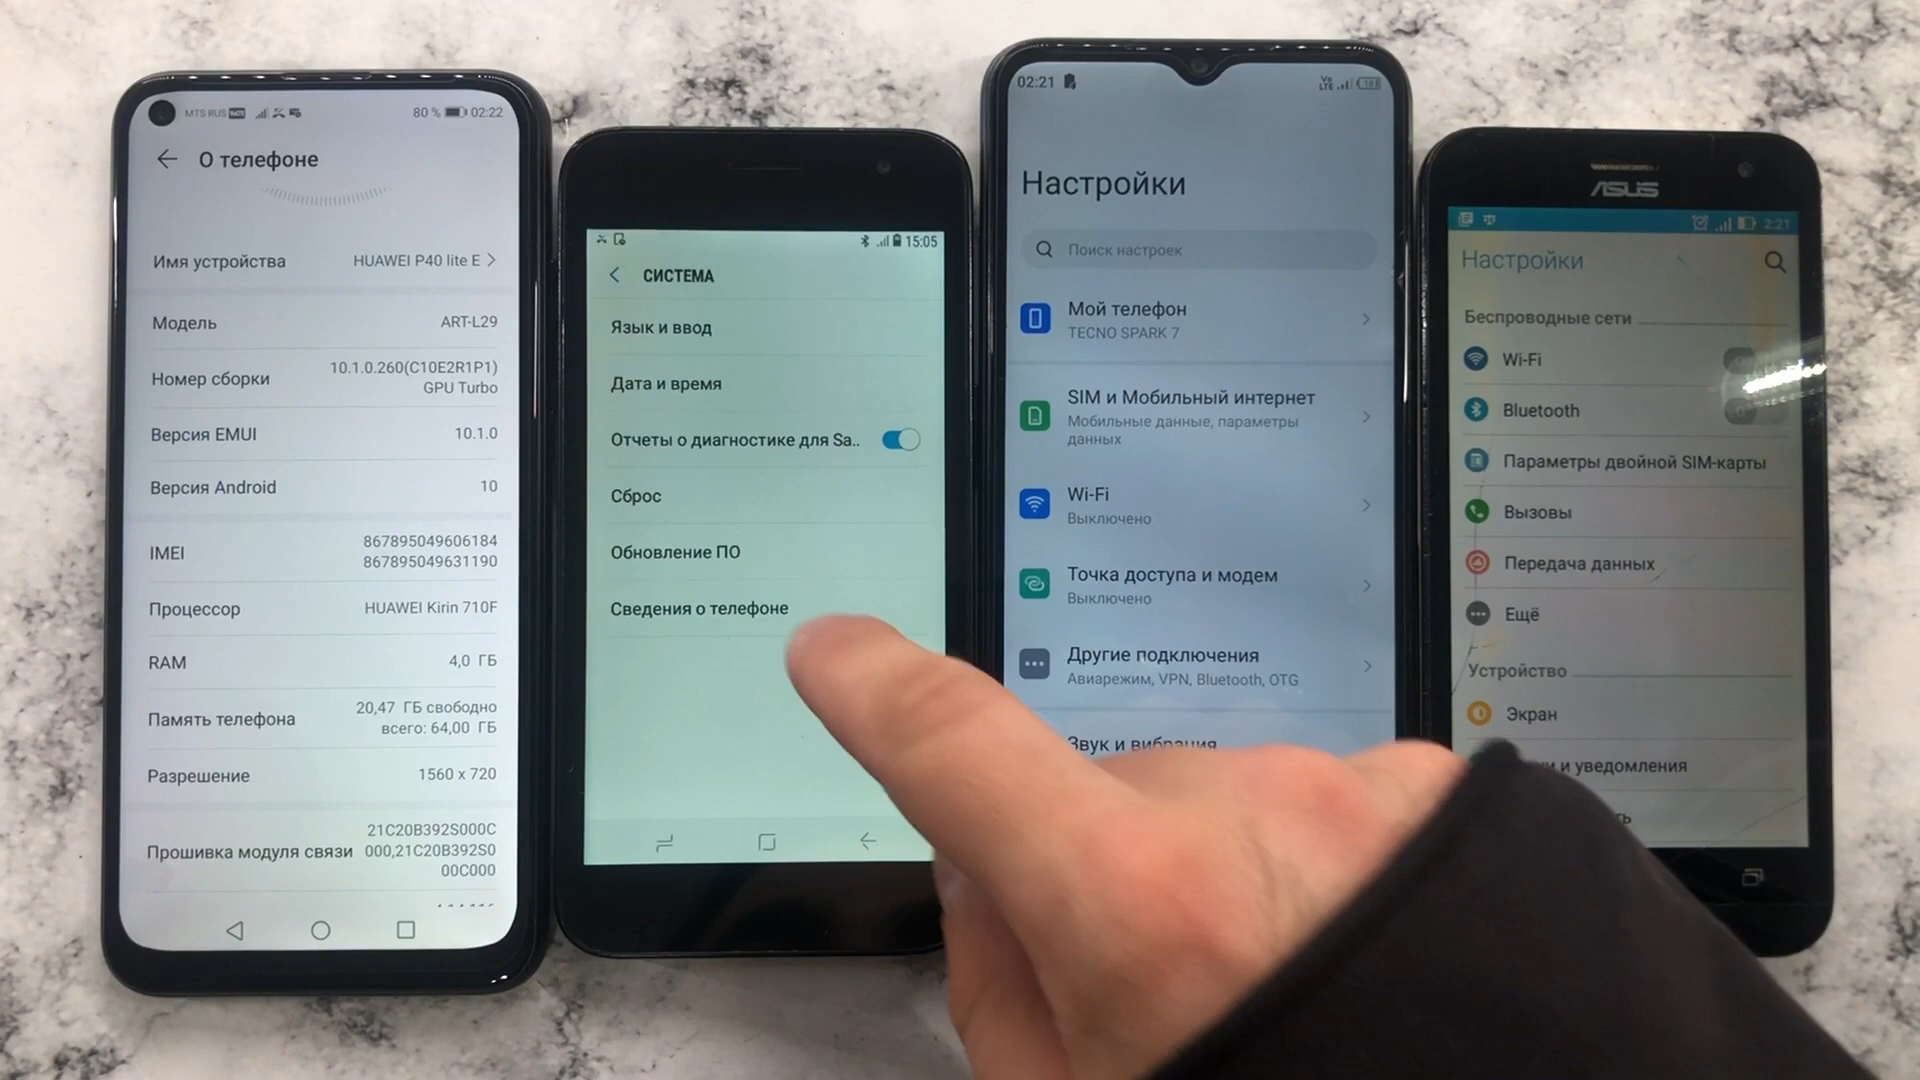 MTS RUS
80 %
02:22
О телефоне
Имя устройства
HUAWEI P40 lite E
Модель
ART-L29
Номер сборки
10.1.0.260(C10E2R1P1)
GPU Turbo
Версия EMUI
10.1.0
Версия Android
10
IMEI
867895049606184
867895049631190
Процессор
HUAWEI Kirin 710F
RAM
4,0 ГБ
Память телефона
20,47 ГБ свободно
всего: 64,00 ГБ
Разрешение
1560 x 720
Прошивка модуля связи
21C20B392S000C
000,21C20B392S0
00C000
15:05
СИСТЕМА
Язык и ввод
Дата и время
Отчеты о диагностике для Sa..
Сброс
Обновление ПО
Сведения о телефоне
02:21
Vo
LTE
Настройки
Поиск настроек
Мой телефон
TECNO SPARK 7
SIM и Мобильный интернет
Мобильные данные, параметры
данных
Wi-Fi
Выключено
Точка доступа и модем
Выключено
Другие подключения
Авиарежим, VPN, Bluetooth, OTG
Звук и вибрация
ASUS
2:21
Настройки
Беспроводные сети
Wi-Fi
Bluetooth
Параметры двойной SIM-карты
Вызовы
Передача данных
Ещё
Устройство
Экран
и уведомления